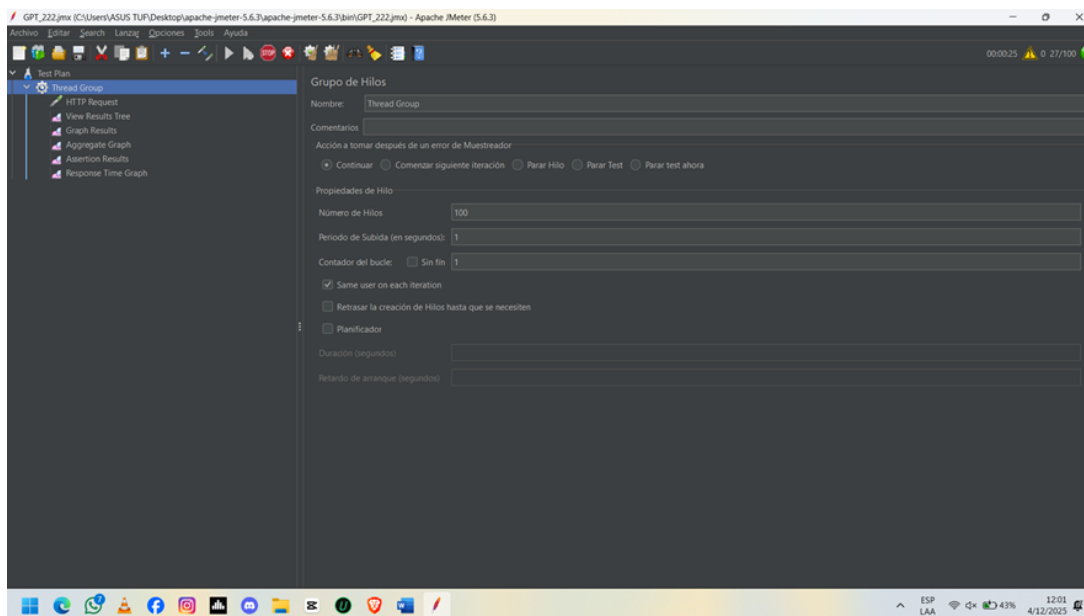 GPT_222.jmx (C:\Users\ASUS TUF\Desktop\apache-jmeter-5.6.3\apache-jmeter-5.6.3\bin\GPT_222.jmx) - Apache JMeter (5.6.3)
Archivo Editar Search Lanzar Opciones Tools Ayuda
STOP
00:00:25 0 27/100
Test Plan
Thread Group
HTTP Request
View Results Tree
Graph Results
Aggregate Graph
Assertion Results
Response Time Graph
Grupo de Hilos
Nombre: Thread Group
Comentarios
Acción a tomar después de un error de Muestreador
Continuar Comenzar siguiente iteración Parar Hilo Parar Test Parar test ahora
Propiedades de Hilo
Número de Hilos 100
Periodo de Subida (en segundos): 1
Contador del bucle: Sin fín 1
Same user on each iteration
Retrasar la creación de Hilos hasta que se necesiten
Planificador
Duración (segundos)
Retardo de arranque (segundos)
ESP
LAA
43%
12:01
4/12/2025